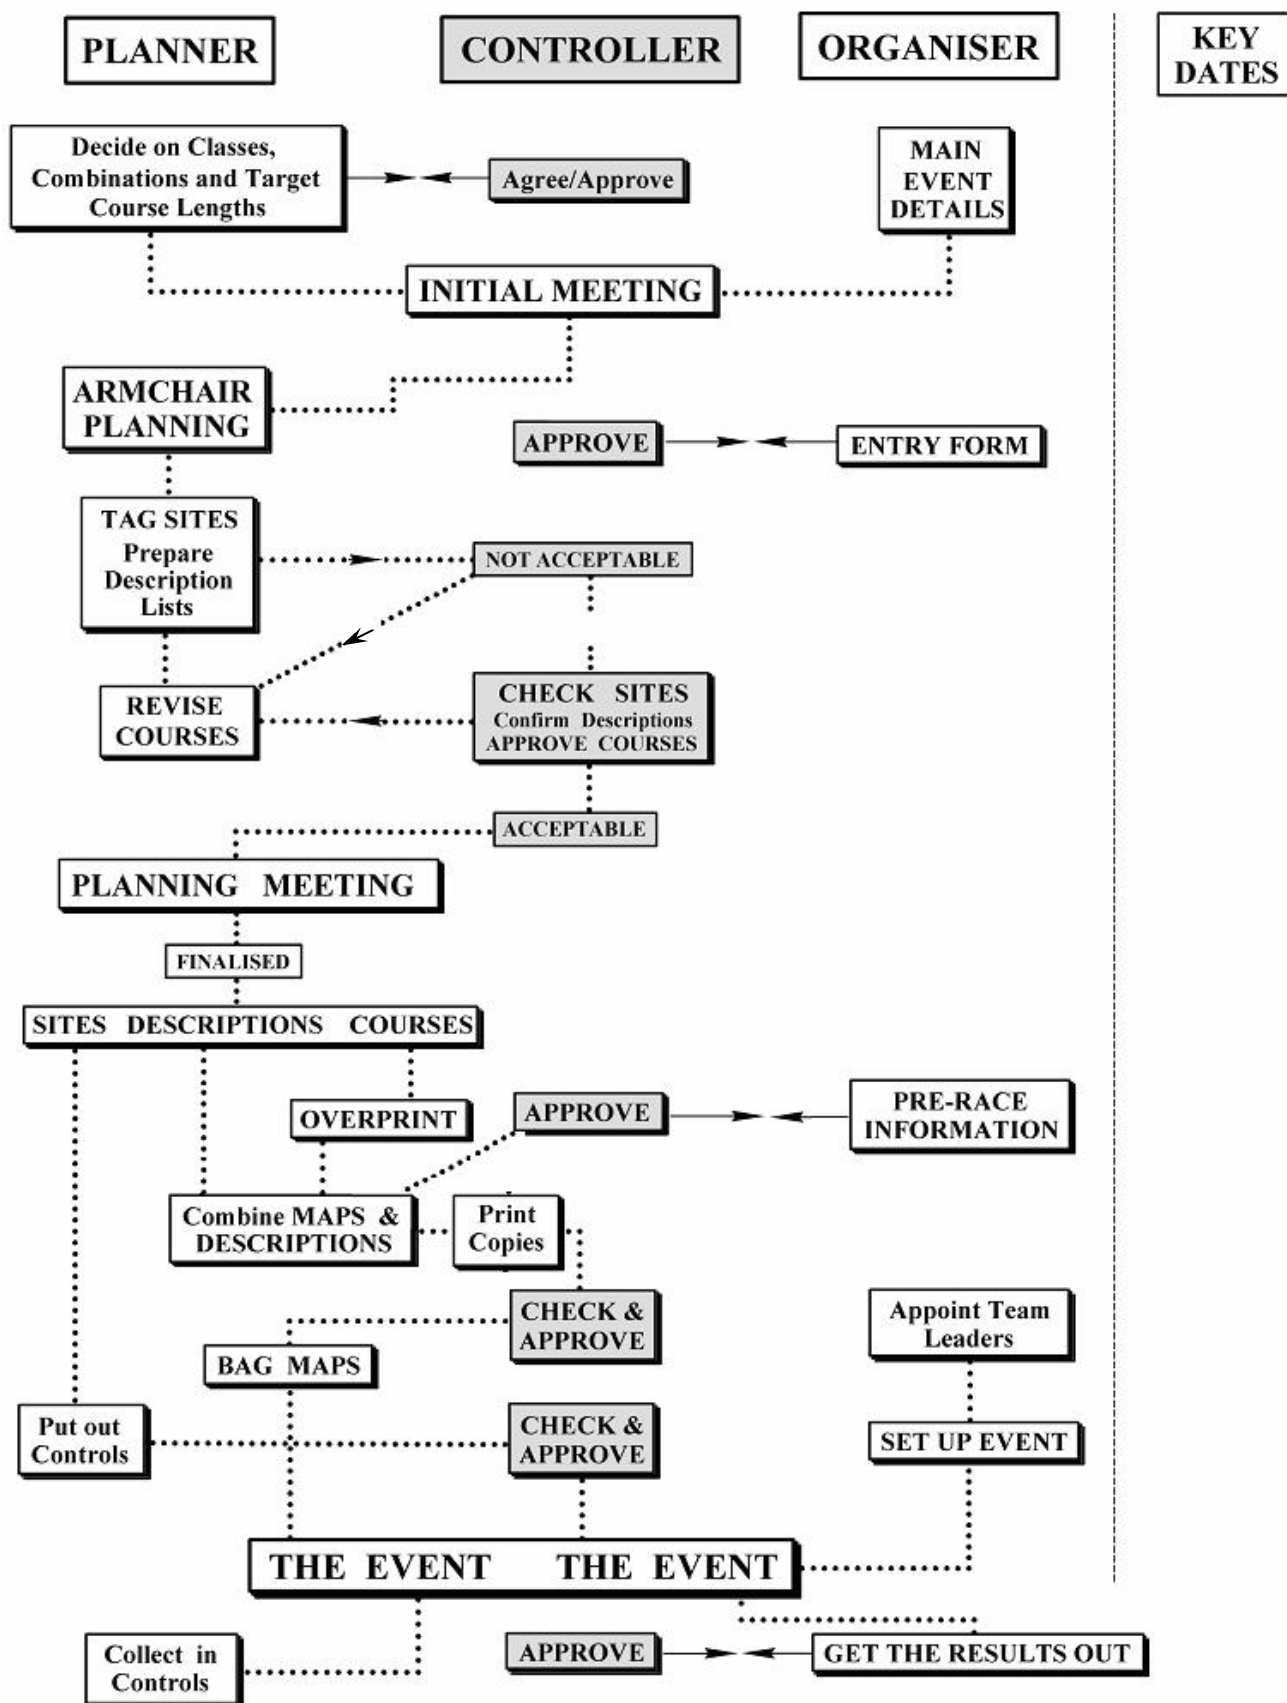 PLANNER
CONTROLLER
ORGANISER
KEY
DATES
Decide on Classes,
Combinations and Target
Course Lengths
Agree/Approve
MAIN
EVENT
DETAILS
INITIAL MEETING
ARMCHAIR
PLANNING
APPROVE
ENTRY FORM
TAG SITES
Prepare
Description
Lists
NOT ACCEPTABLE
REVISE
COURSES
CHECK SITES
Confirm Descriptions
APPROVE COURSES
ACCEPTABLE
PLANNING MEETING
FINALISED
SITES DESCRIPTIONS COURSES
OVERPRINT
APPROVE
PRE-RACE
INFORMATION
Combine MAPS &
DESCRIPTIONS
Print
Copies
CHECK &
APPROVE
Appoint Team
Leaders
BAG MAPS
Put out
Controls
CHECK &
APPROVE
SET UP EVENT
THE EVENT THE EVENT
Collect in
Controls
APPROVE
GET THE RESULTS OUT